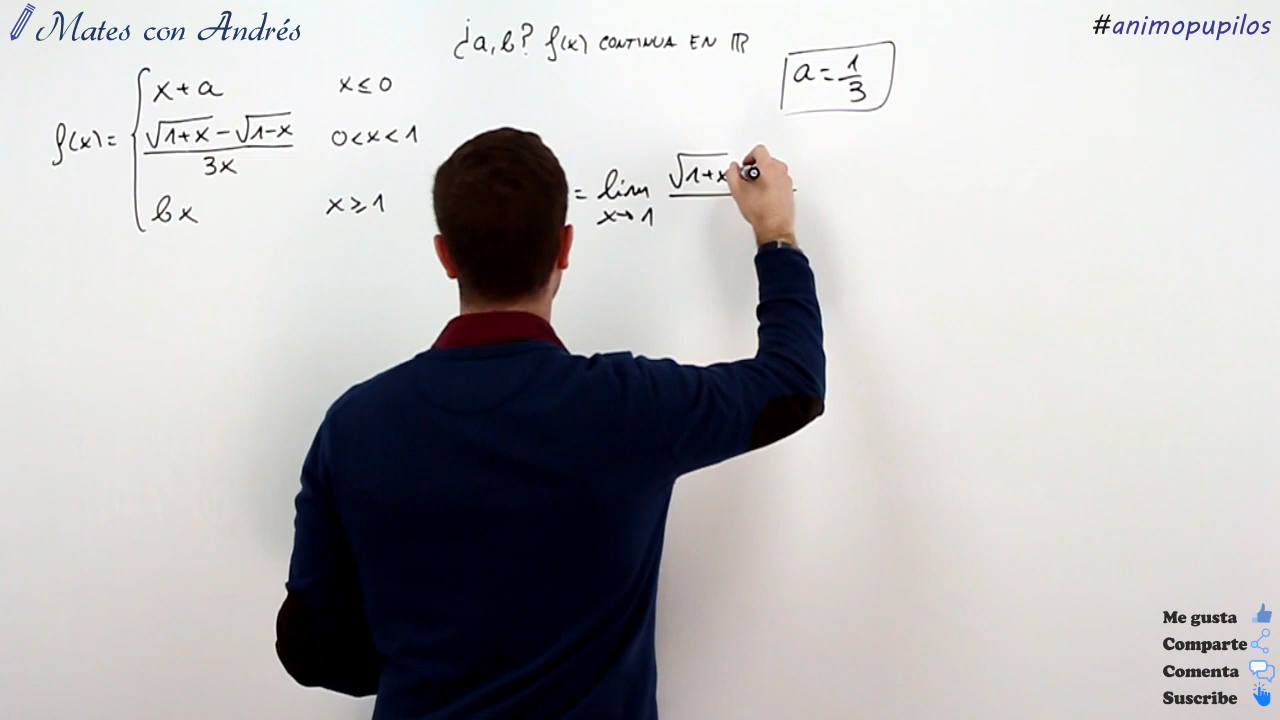 Mates con Andrés
#animopupilos
¿a, b? f(x) CONTINUA EN ℝ
a = 1/3
f(x) = { x + a   x ≤ 0
(√1+x − √1−x)/3x   0 < x < 1
bx   x ≥ 1
= lim x→1 √1+x
Me gusta
Comparte
Comenta
Suscribe